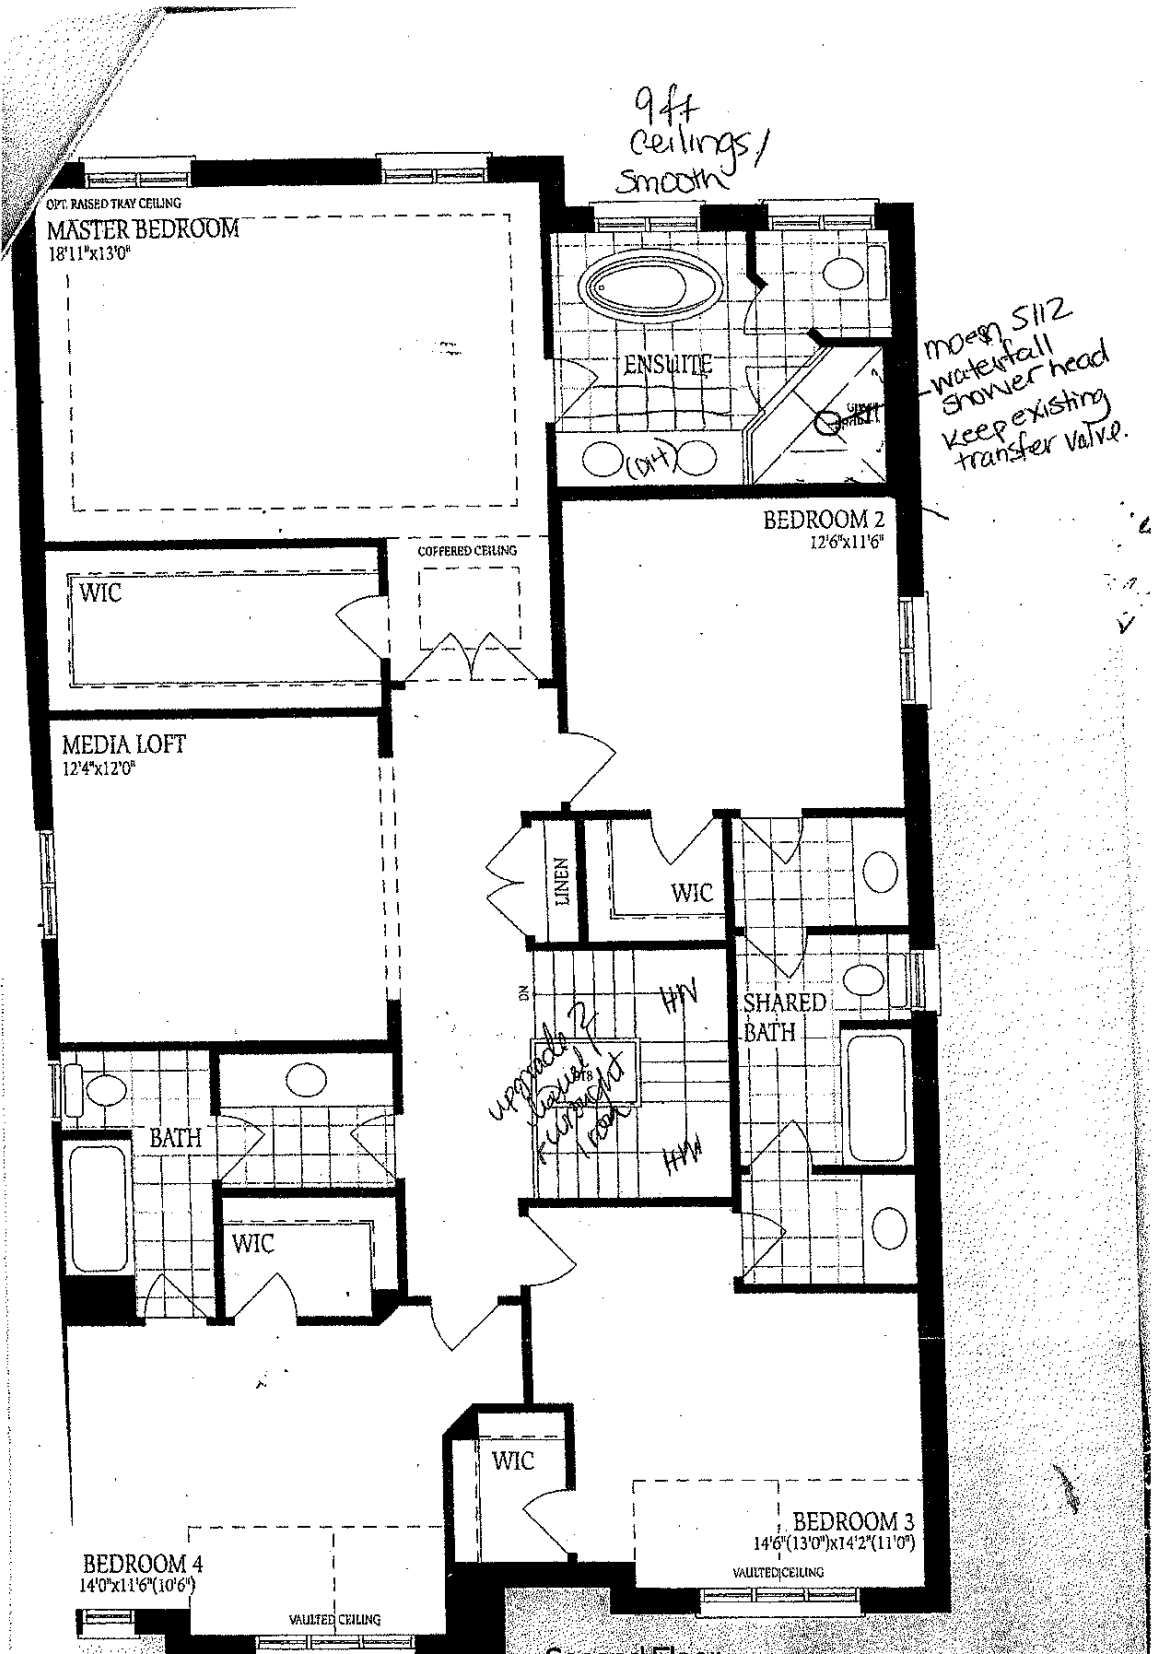 9ft
ceilings/
smooth
OPT. RAISED TRAY CEILING
MASTER BEDROOM
18'11"x13'0"
ENSUITE
(D14)
moen 5112
waterfall
shower head
keep existing
transfer valve.
BEDROOM 2
12'6"x11'6"
COFFERED CEILING
WIC
MEDIA LOFT
12'4"x12'0"
LINEN
WIC
DN
HW
SHARED
BATH
upgrade
wrought
iron
HW
BATH
WIC
WIC
BEDROOM 3
14'6"(13'0")x14'2"(11'0")
VAULTED CEILING
BEDROOM 4
14'0"x11'6"(10'6")
VAULTED CEILING
Second Floor